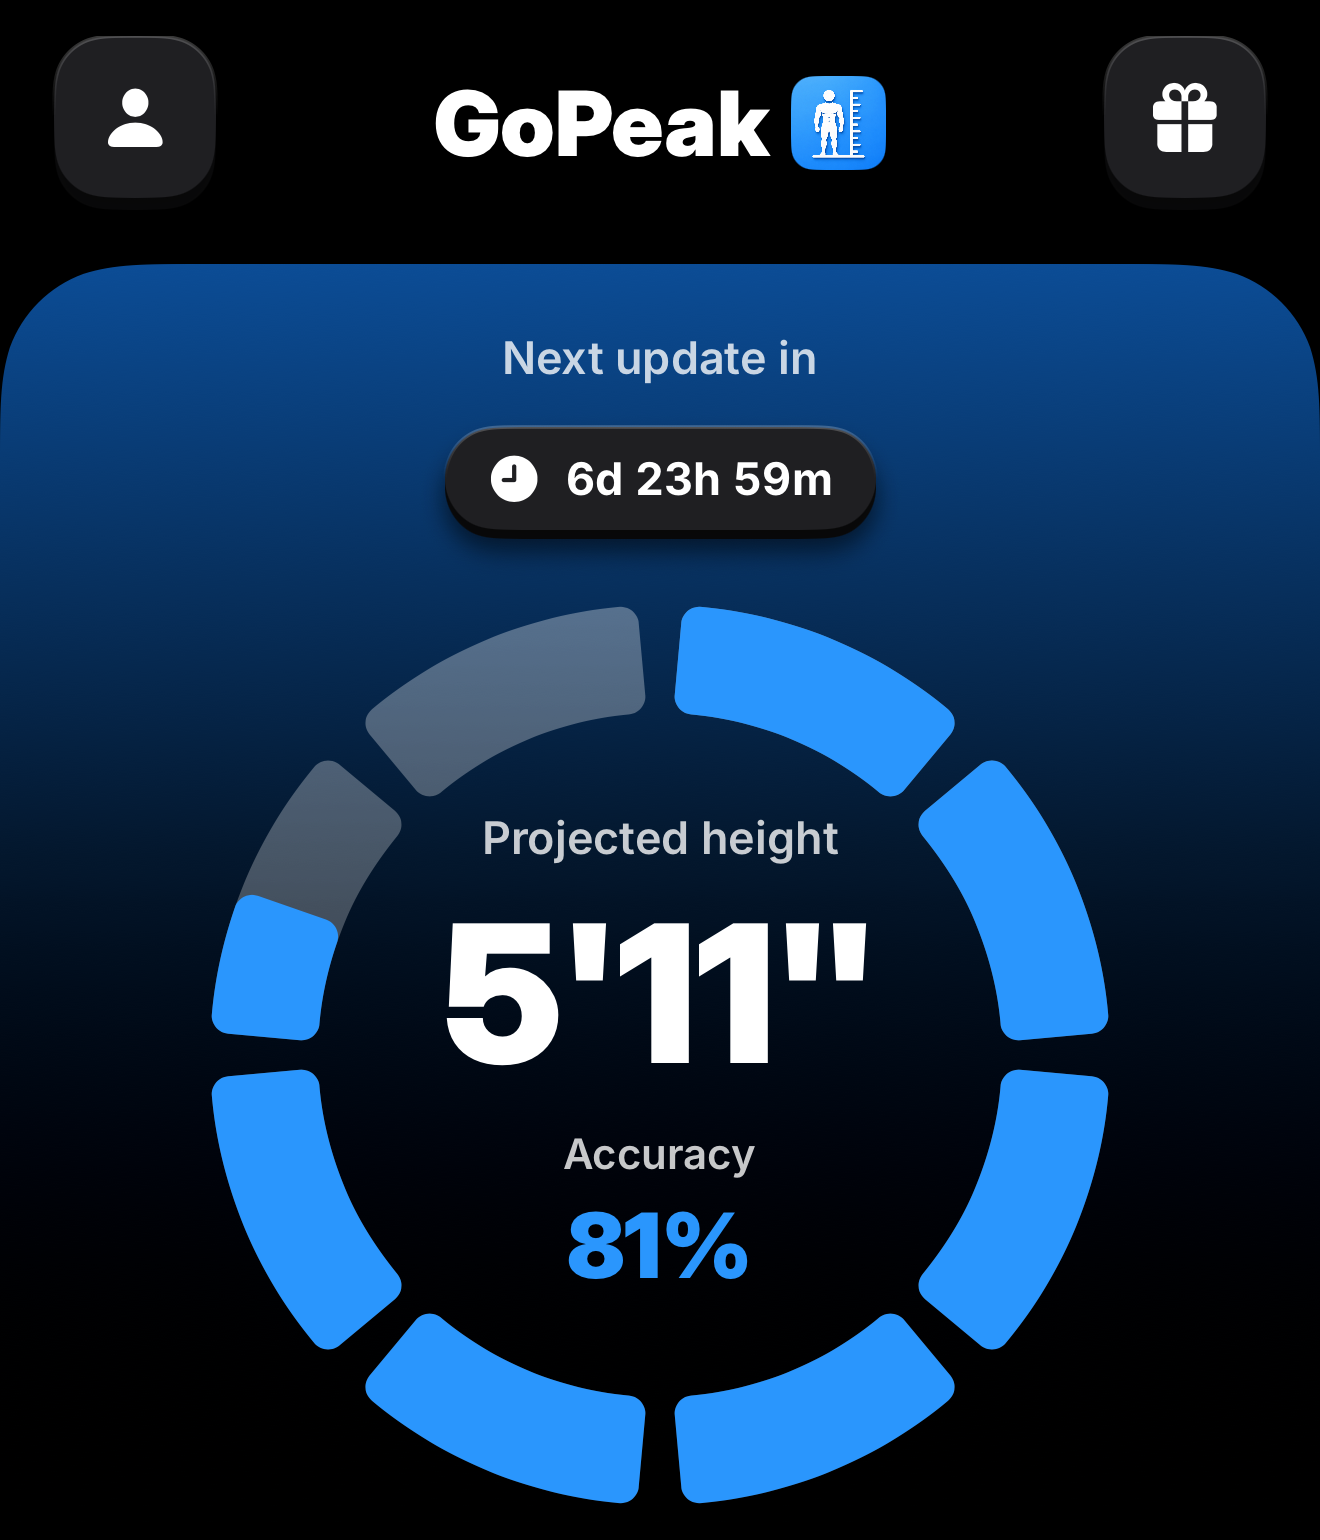 GoPeak
Next update in
6d 23h 59m
Projected height
5'11"
Accuracy
81%